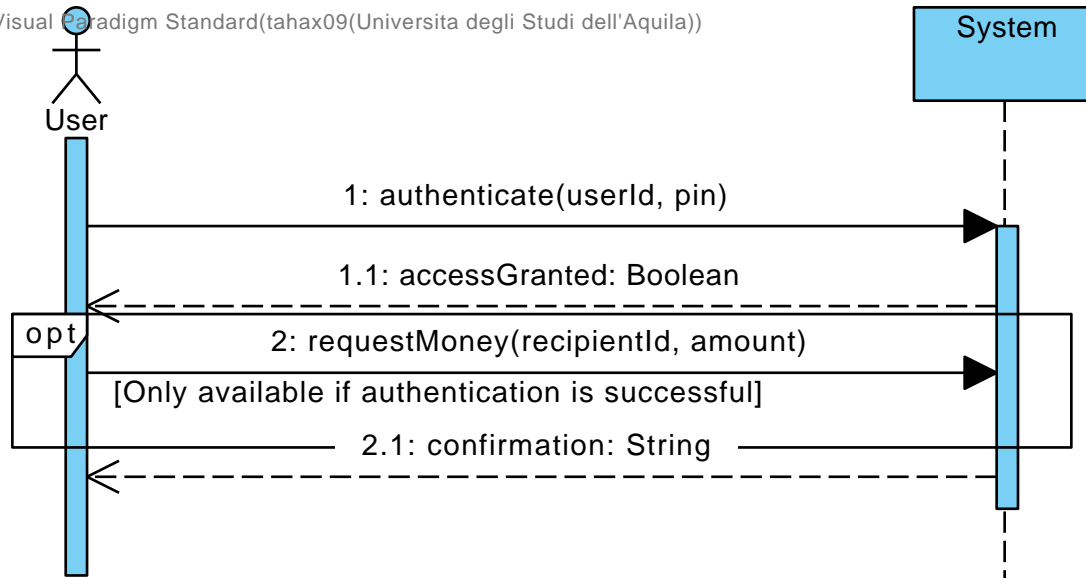 Visual Paradigm Standard(tahax09(Universita degli Studi dell'Aquila))
System
User
1: authenticate(userId, pin)
1.1: accessGranted: Boolean
opt
2: requestMoney(recipientId, amount)
[Only available if authentication is successful]
2.1: confirmation: String